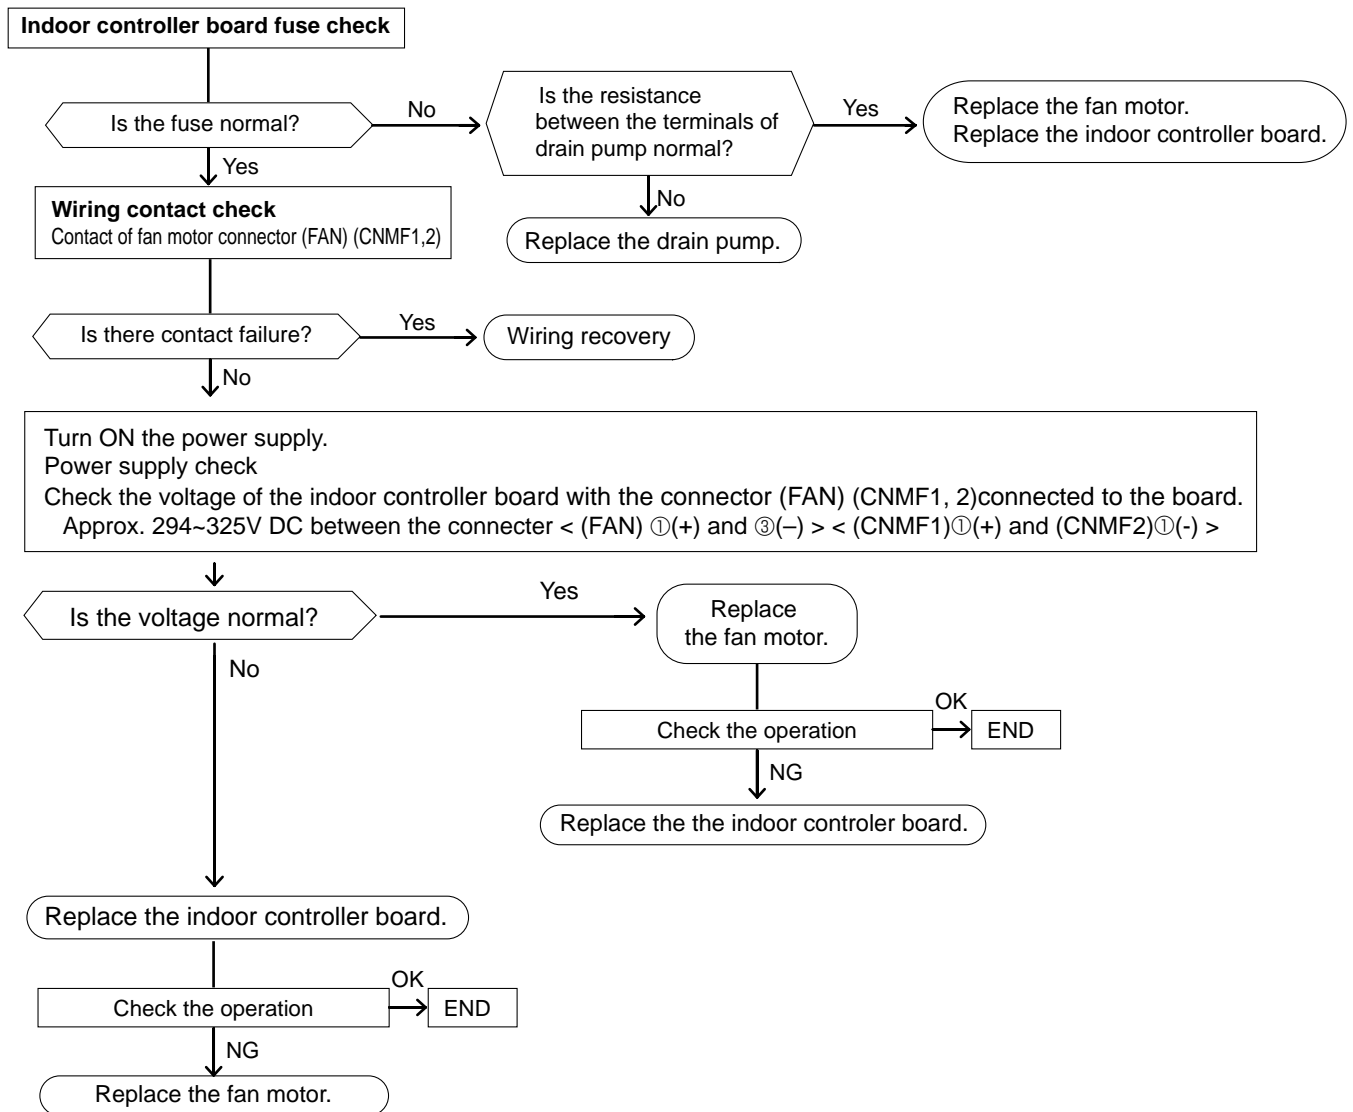 Indoor controller board fuse check
Is the fuse normal?
No
Is the resistance
between the terminals of
drain pump normal?
Yes
Replace the fan motor.
Replace the indoor controller board.
Yes
No
Replace the drain pump.
Wiring contact check
Contact of fan motor connector (FAN) (CNMF1,2)
Is there contact failure?
Yes
Wiring recovery
No
Turn ON the power supply.
Power supply check
Check the voltage of the indoor controller board with the connector (FAN) (CNMF1, 2)connected to the board.
Approx. 294~325V DC between the connecter < (FAN) ①(+) and ③(–) > < (CNMF1)①(+) and (CNMF2)①(-) >
Is the voltage normal?
Yes
Replace
the fan motor.
No
Check the operation
OK
END
NG
Replace the the indoor controler board.
Replace the indoor controller board.
Check the operation
OK
END
NG
Replace the fan motor.